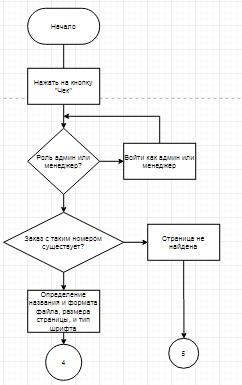 Начало
Нажать на кнопку
"Чек"
Роль админ или
менеджер?
Войти как админ или
менеджер
Заказ с таким номером
существует?
Страница не
найдена
Определение
названия и формата
файла, размера
страницы, и тип
шрифта
4
5